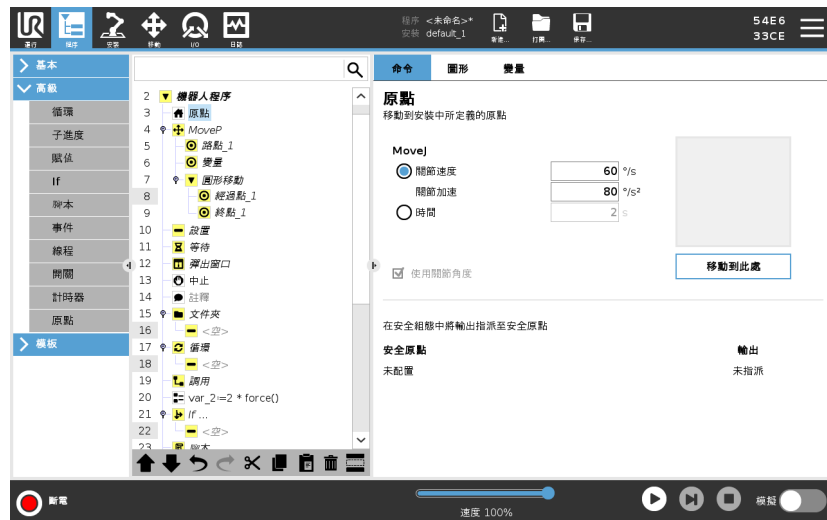 程序 <未命名>*
安裝 default_1
新建...
打開...
保存...
54E6
33CE
運行
程序
安裝
移動
I/O
日誌
基本
高級
循環
子進度
賦值
If
腳本
事件
線程
開關
計時器
原點
模板
2 機器人程序
3 原點
4 MoveP
5 路點_1
6 變量
7 圓形移動
8 經過點_1
9 終點_1
10 設置
11 等待
12 彈出窗口
13 中止
14 註釋
15 文件夾
16 <空>
17 循環
18 <空>
19 調用
20 var_2≔2 * force()
21 If ...
22 <空>
23 腳本
命令 圖形 變量
原點
移動到安裝中所定義的原點
MoveJ
關節速度 60 °/s
關節加速 80 °/s²
時間 2 s
移動到此處
使用關節角度
在安全組態中將輸出指派至安全原點
安全原點 輸出
未配置 未指派
斷電
速度 100%
模擬